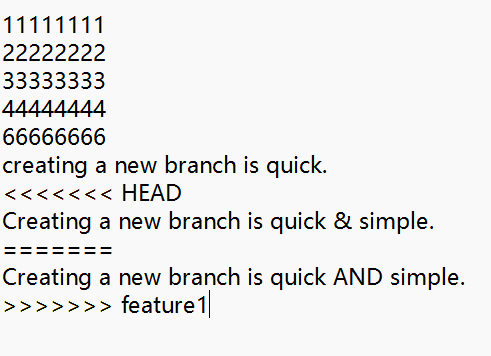 11111111
22222222
33333333
44444444
66666666
creating a new branch is quick.
<<<<<<< HEAD
Creating a new branch is quick & simple.
=======
Creating a new branch is quick AND simple.
>>>>>>> feature1